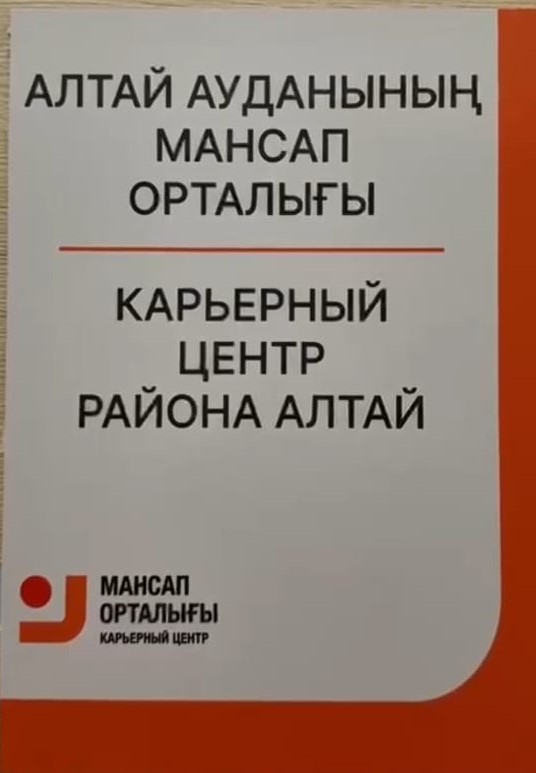 АЛТАЙ АУДАНЫНЫҢ
МАНСАП
ОРТАЛЫҒЫ
КАРЬЕРНЫЙ
ЦЕНТР
РАЙОНА АЛТАЙ
МАНСАП
ОРТАЛЫҒЫ
КАРЬЕРНЫЙ ЦЕНТР